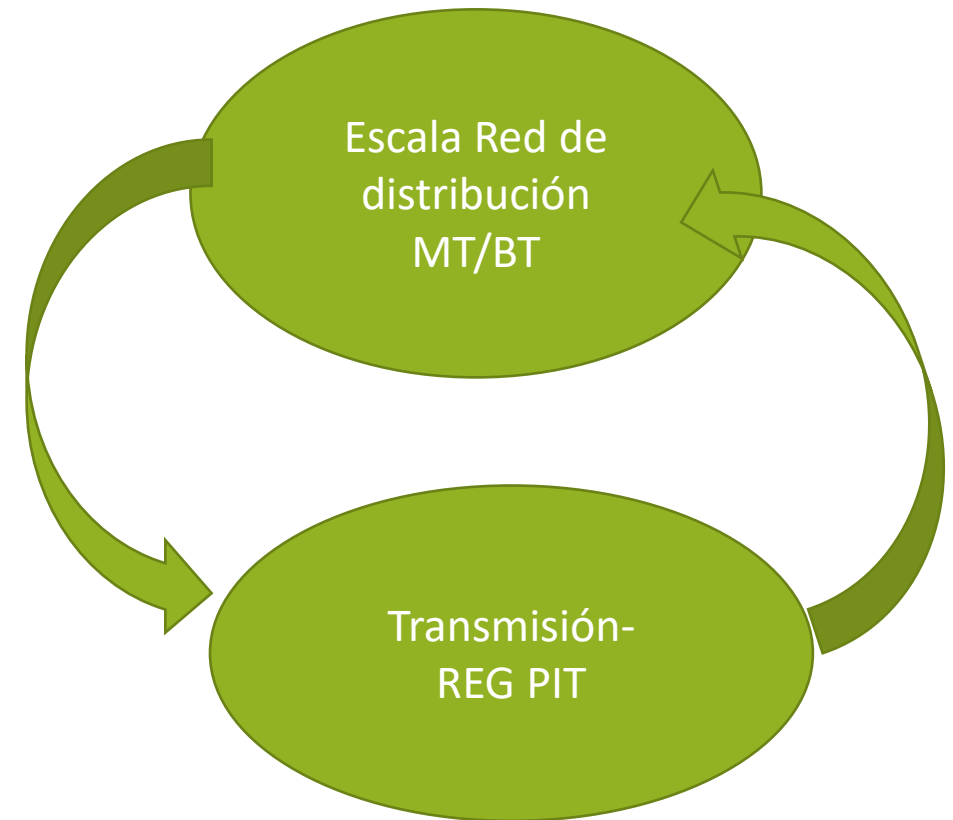 Escala Red de
distribución
MT/BT
Transmisión-
REG PIT